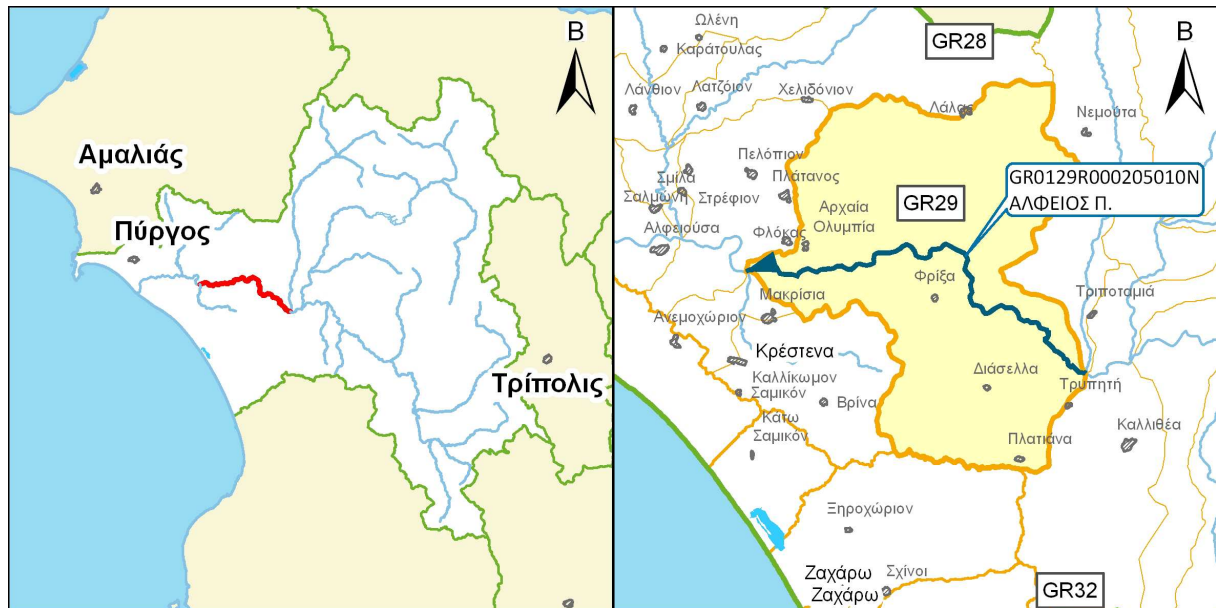 Β
Αμαλιάς
Πύργος
Τρίπολις
Β
Ωλένη
GR28
Καράτουλας
Λάνθιον
Λατζόιον
Χελιδόνιον
Λάλας
Νεμούτα
Πελόπιον
Σμίλα
Πλάτανος
GR0129R000205010N
ΑΛΦΕΙΟΣ Π.
Σαλμώνη
Στρέφιον
GR29
Αρχαία
Ολυμπία
Αλφειούσα
Φλόκας
Φρίξα
Μακρίσια
Τριποταμιά
Ανεμοχώριον
Κρέστενα
Καλλίκωμον
Σαμικόν
Διάσελλα
Τρυπητή
Βρίνα
Κάτω
Σαμικόν
Καλλιθέα
Πλατιάνα
Ξηροχώριον
Ζαχάρω
Σχίνοι
Ζαχάρω
GR32